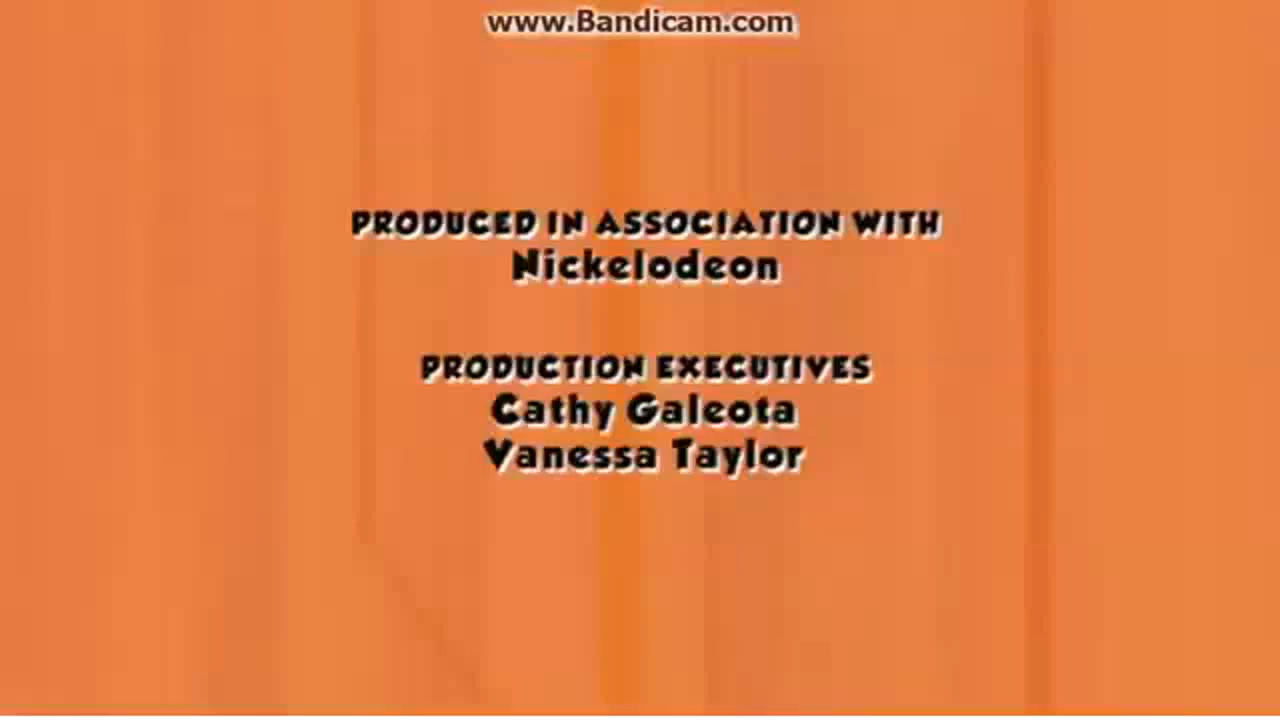 www.Bandicam.com
PRODUCED IN ASSOCIATION WITH
Nickelodeon
PRODUCTION EXECUTIVES
Cathy Galeota
Vanessa Taylor